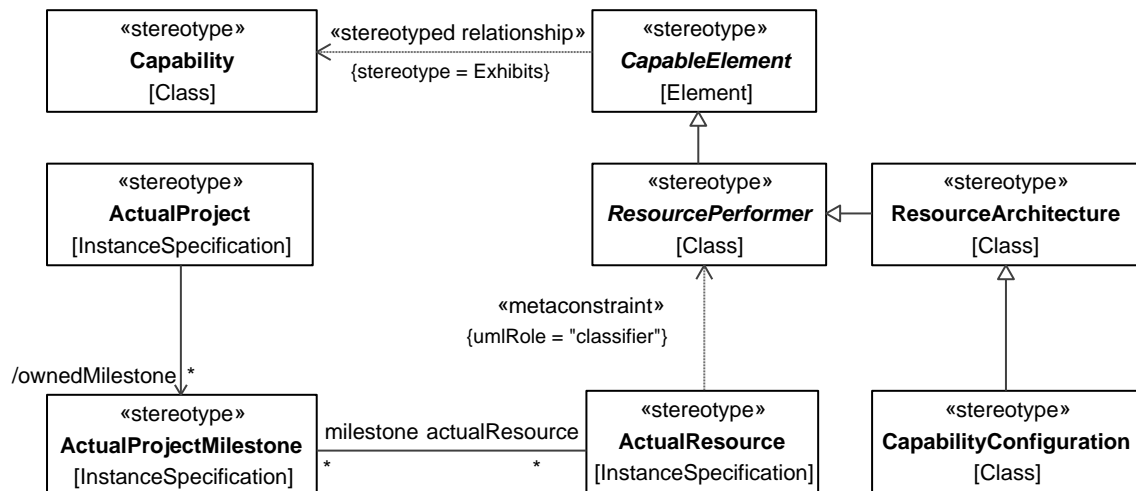 «stereotype»
Capability
[Class]
«stereotyped relationship»
{stereotype = Exhibits}
«stereotype»
CapableElement
[Element]
«stereotype»
ActualProject
[InstanceSpecification]
«stereotype»
ResourcePerformer
[Class]
«stereotype»
ResourceArchitecture
[Class]
«metaconstraint»
{umlRole = "classifier"}
/ownedMilestone *
«stereotype»
ActualProjectMilestone
[InstanceSpecification]
milestone actualResource
* *
«stereotype»
ActualResource
[InstanceSpecification]
«stereotype»
CapabilityConfiguration
[Class]